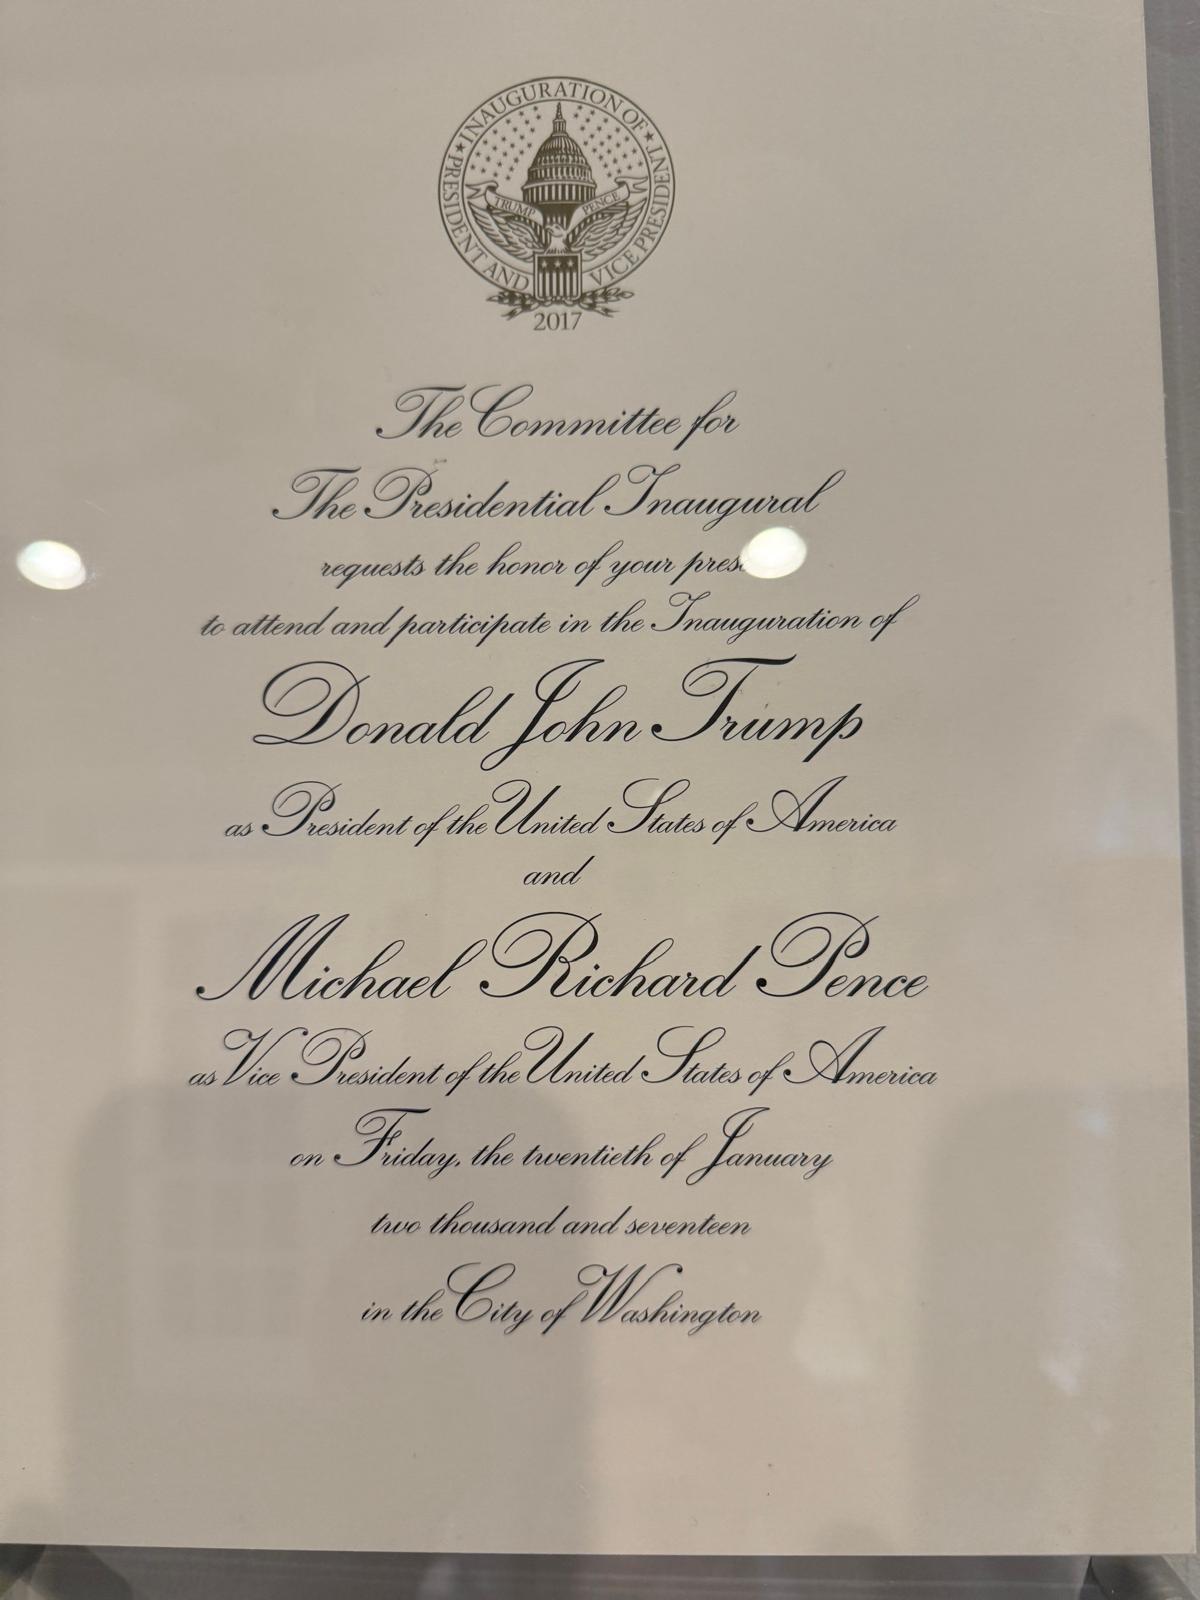 INAUGURATION OF
PRESIDENT AND VICE PRESIDENT
TRUMP PENCE
2017
The Committee for
The Presidential Inaugural
requests the honor of your
to attend and participate in the Inauguration of
Donald John Trump
as President of the United States of America
and
Michael Richard Pence
as Vice President of the United States of America
on Friday, the twentieth of January
two thousand and seventeen
in the City of Washington